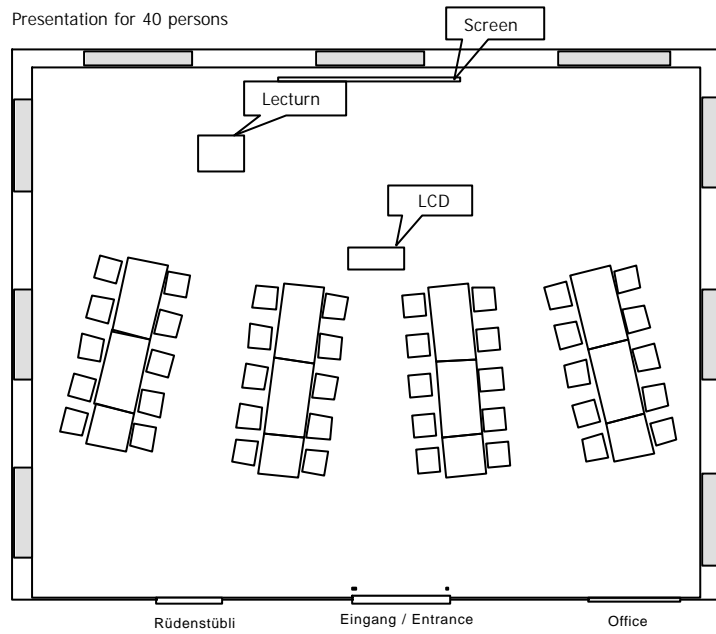 Presentation for 40 persons
Screen
Lecturn
LCD
Rüdenstübli
Eingang / Entrance
Office